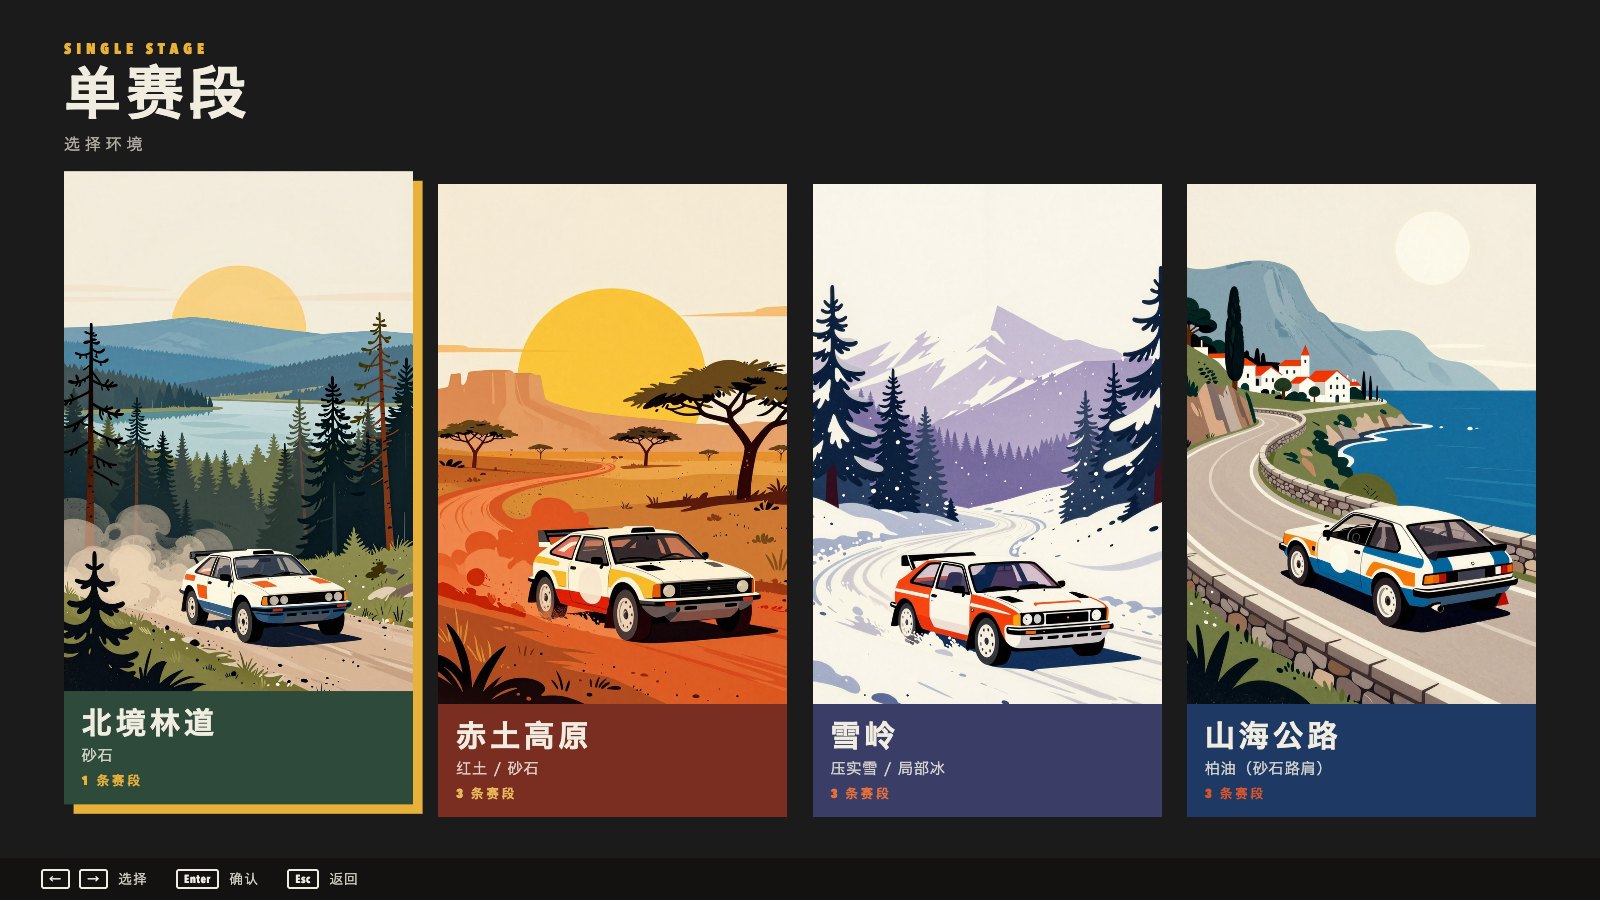 SINGLE STAGE
单赛段
选择环境
北境林道
砂石
1 条赛段
赤土高原
红土 / 砂石
3 条赛段
雪岭
压实雪 / 局部冰
3 条赛段
山海公路
柏油（砂石路肩）
3 条赛段
← → 选择 Enter 确认 Esc 返回